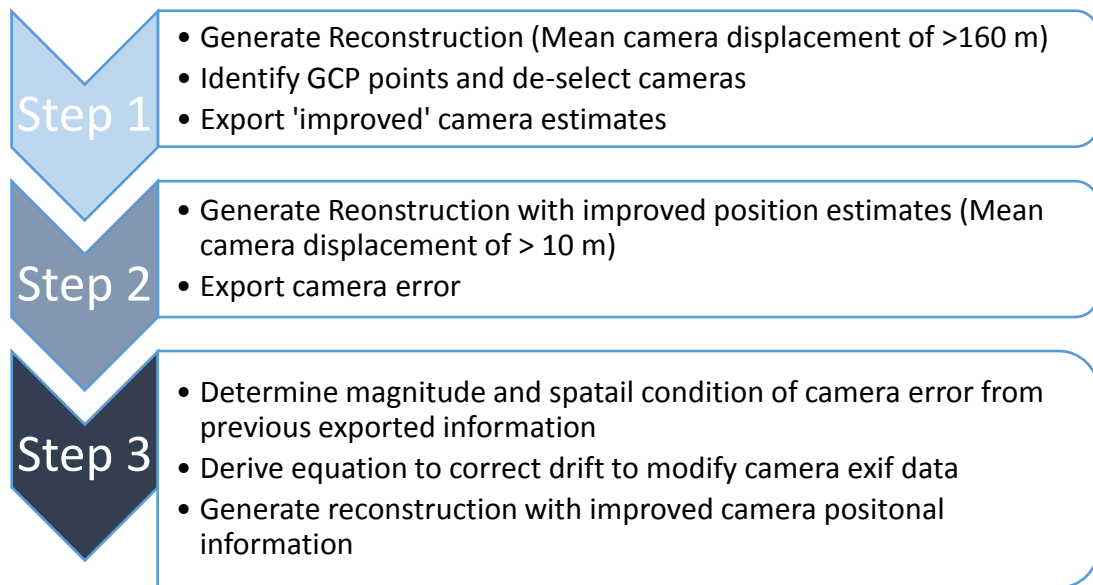 Step 1
• Generate Reconstruction (Mean camera displacement of >160 m)
• Identify GCP points and de-select cameras
• Export 'improved' camera estimates
Step 2
• Generate Reonstruction with improved position estimates (Mean
camera displacement of > 10 m)
• Export camera error
Step 3
• Determine magnitude and spatail condition of camera error from
previous exported information
• Derive equation to correct drift to modify camera exif data
• Generate reconstruction with improved camera positonal
information